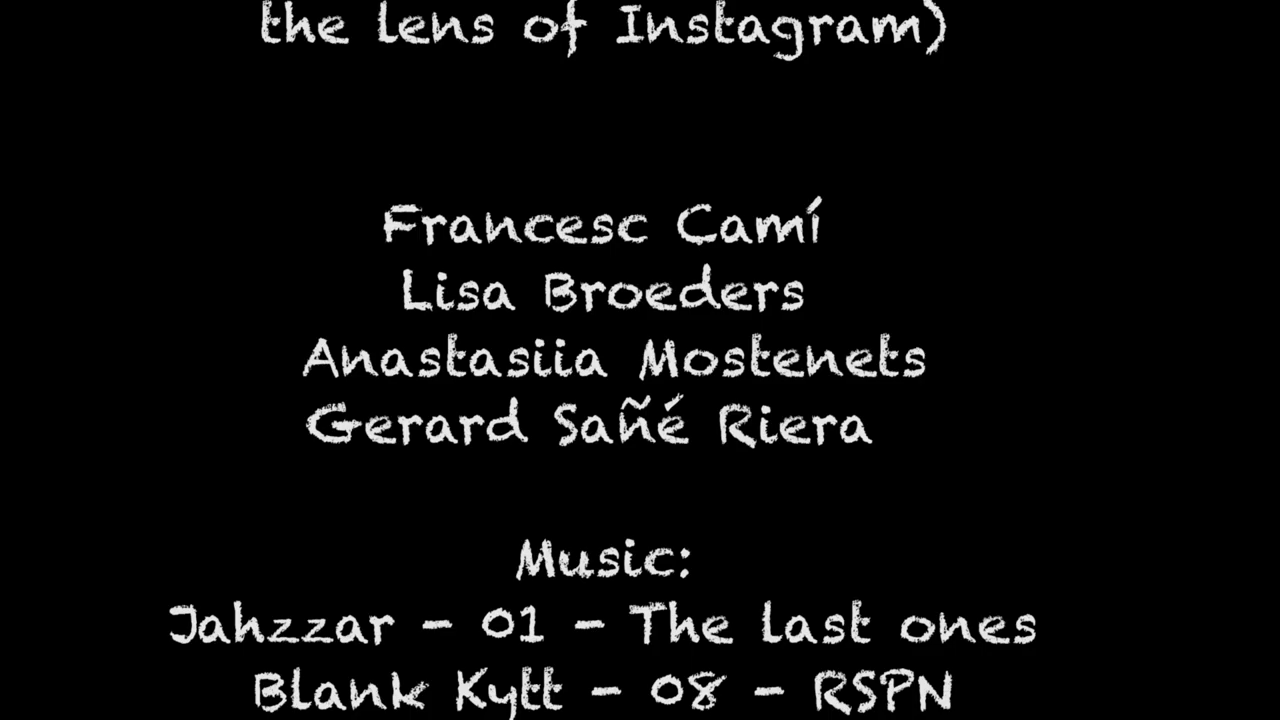 the lens of Instagram)
Francesc Camí
Lisa Broeders
Anastasiia Mostenets
Gerard Sañé Riera
Music:
Jahzzar - 01 - The last ones
Blank Kytt - 08 - RSPN